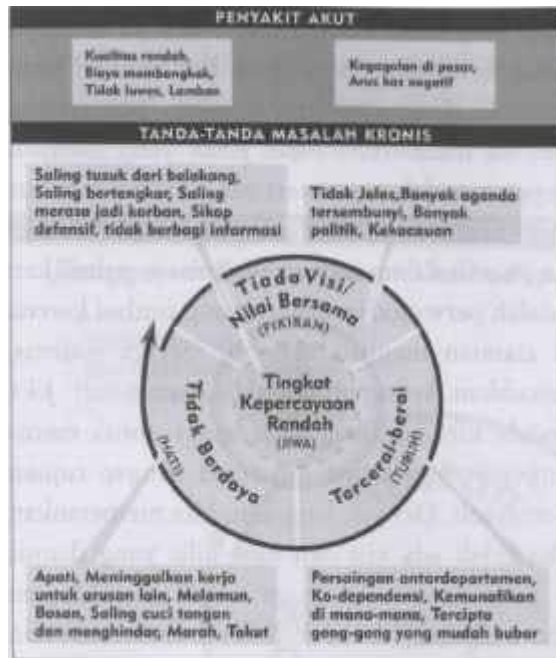 PENYAKIT AKUT
Kualitas rendah,
Biaya membengkak,
Tidak luwes, Lamban
Kegagalan di pasar,
Arus kas negatif
TANDA-TANDA MASALAH KRONIS
Saling tusuk dari belakang,
Saling bertengkar, Saling
merasa jadi korban, Sikap
defensif, tidak berbagi informasi
Tidak Jelas,Banyak agenda
tersembunyi, Banyak
politik, Kekacauan
Tiada Visi/
Nilai Bersama
(PIKIRAN)
Tingkat
Kepercayaan
Rendah
(JIWA)
Tidak Berdaya
(HATI)
Tercerai-berai
(TUBUH)
Apati, Meninggalkan kerja
untuk urusan lain, Melamun,
Bosan, Saling cuci tangan
dan menghindar, Marah, Takut
Persaingan antardepartemen,
Ko-dependensi, Kemunafikan
di mana-mana, Tercipta
geng-geng yang mudah bubar